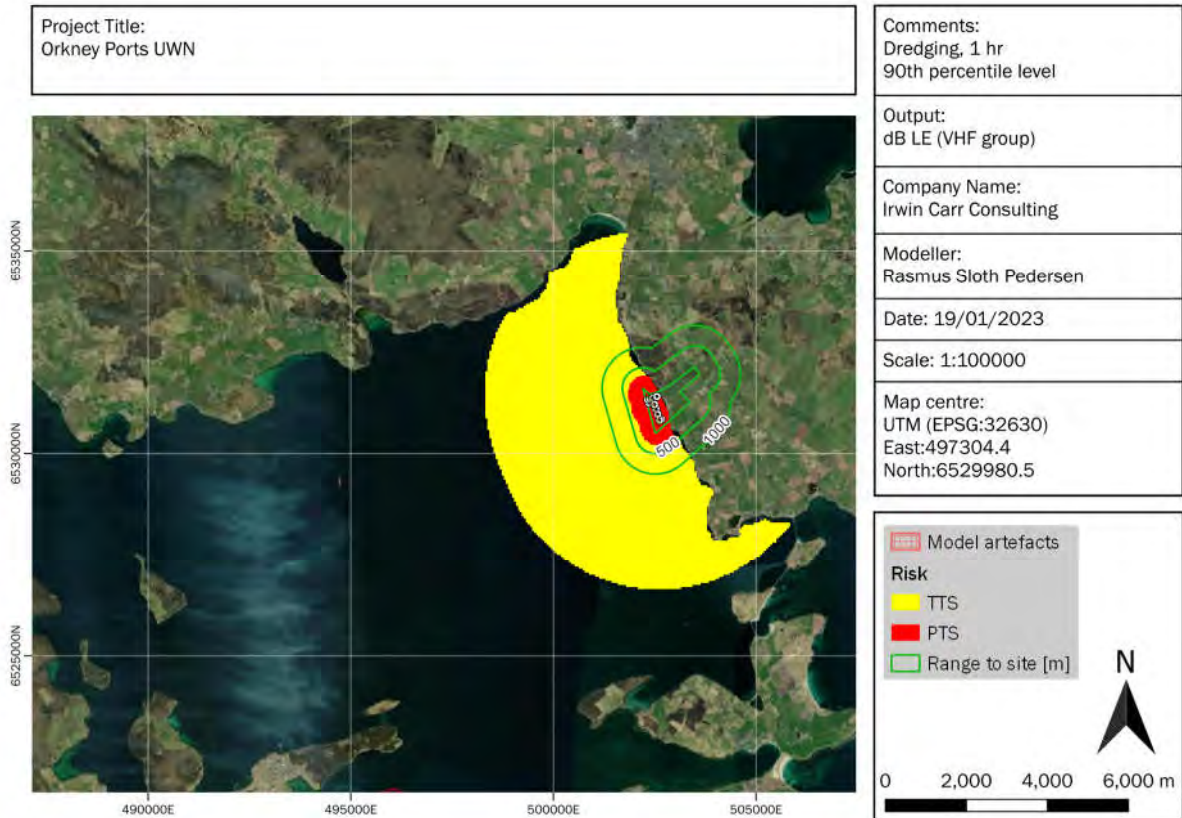 Project Title:
Orkney Ports UWN
Comments:
Dredging, 1 hr
90th percentile level
Output:
dB LE (VHF group)
Company Name:
Irwin Carr Consulting
Modeller:
Rasmus Sloth Pedersen
Date: 19/01/2023
Scale: 1:100000
Map centre:
UTM (EPSG:32630)
East:497304.4
North:6529980.5
6535000N
6530000N
6525000N
500
1000
490000E
495000E
500000E
505000E
Model artefacts
Risk
TTS
PTS
Range to site [m]
N
0 2,000 4,000 6,000 m